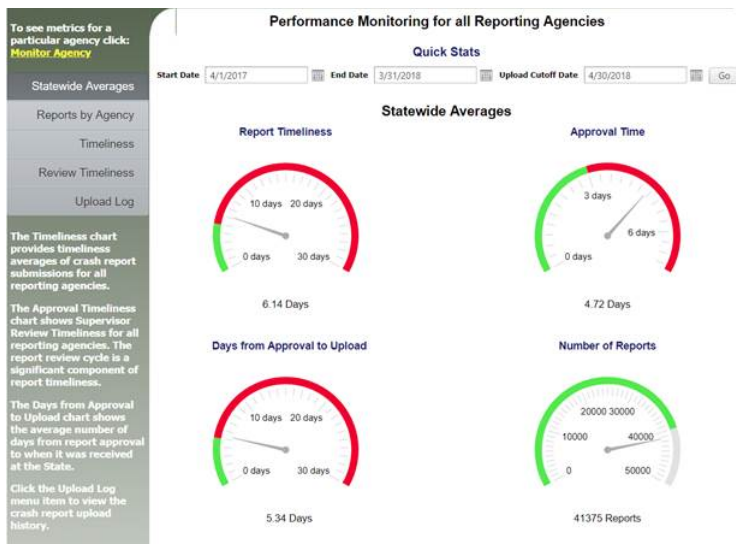 To see metrics for a
particular agency click:
Monitor Agency
Statewide Averages
Reports by Agency
Timeliness
Review Timeliness
Upload Log
The Timeliness chart
provides timeliness
averages of crash report
submissions for all
reporting agencies.
The Approval Timeliness
chart shows Supervisor
Review Timeliness for all
reporting agencies. The
report review cycle is a
significant component of
report timeliness.
The Days from Approval
to Upload chart shows
the average number of
days from report approval
to when it was received
at the State.
Click the Upload Log
menu item to view the
crash report upload
history.
Performance Monitoring for all Reporting Agencies
Quick Stats
Start Date 4/1/2017 End Date 3/31/2018 Upload Cutoff Date 4/30/2018 Go
Statewide Averages
Report Timeliness
10 days 20 days
0 days 30 days
6.14 Days
Approval Time
3 days
6 days
0 days
4.72 Days
Days from Approval to Upload
10 days 20 days
0 days 30 days
5.34 Days
Number of Reports
20000 30000
10000 40000
0 50000
41375 Reports